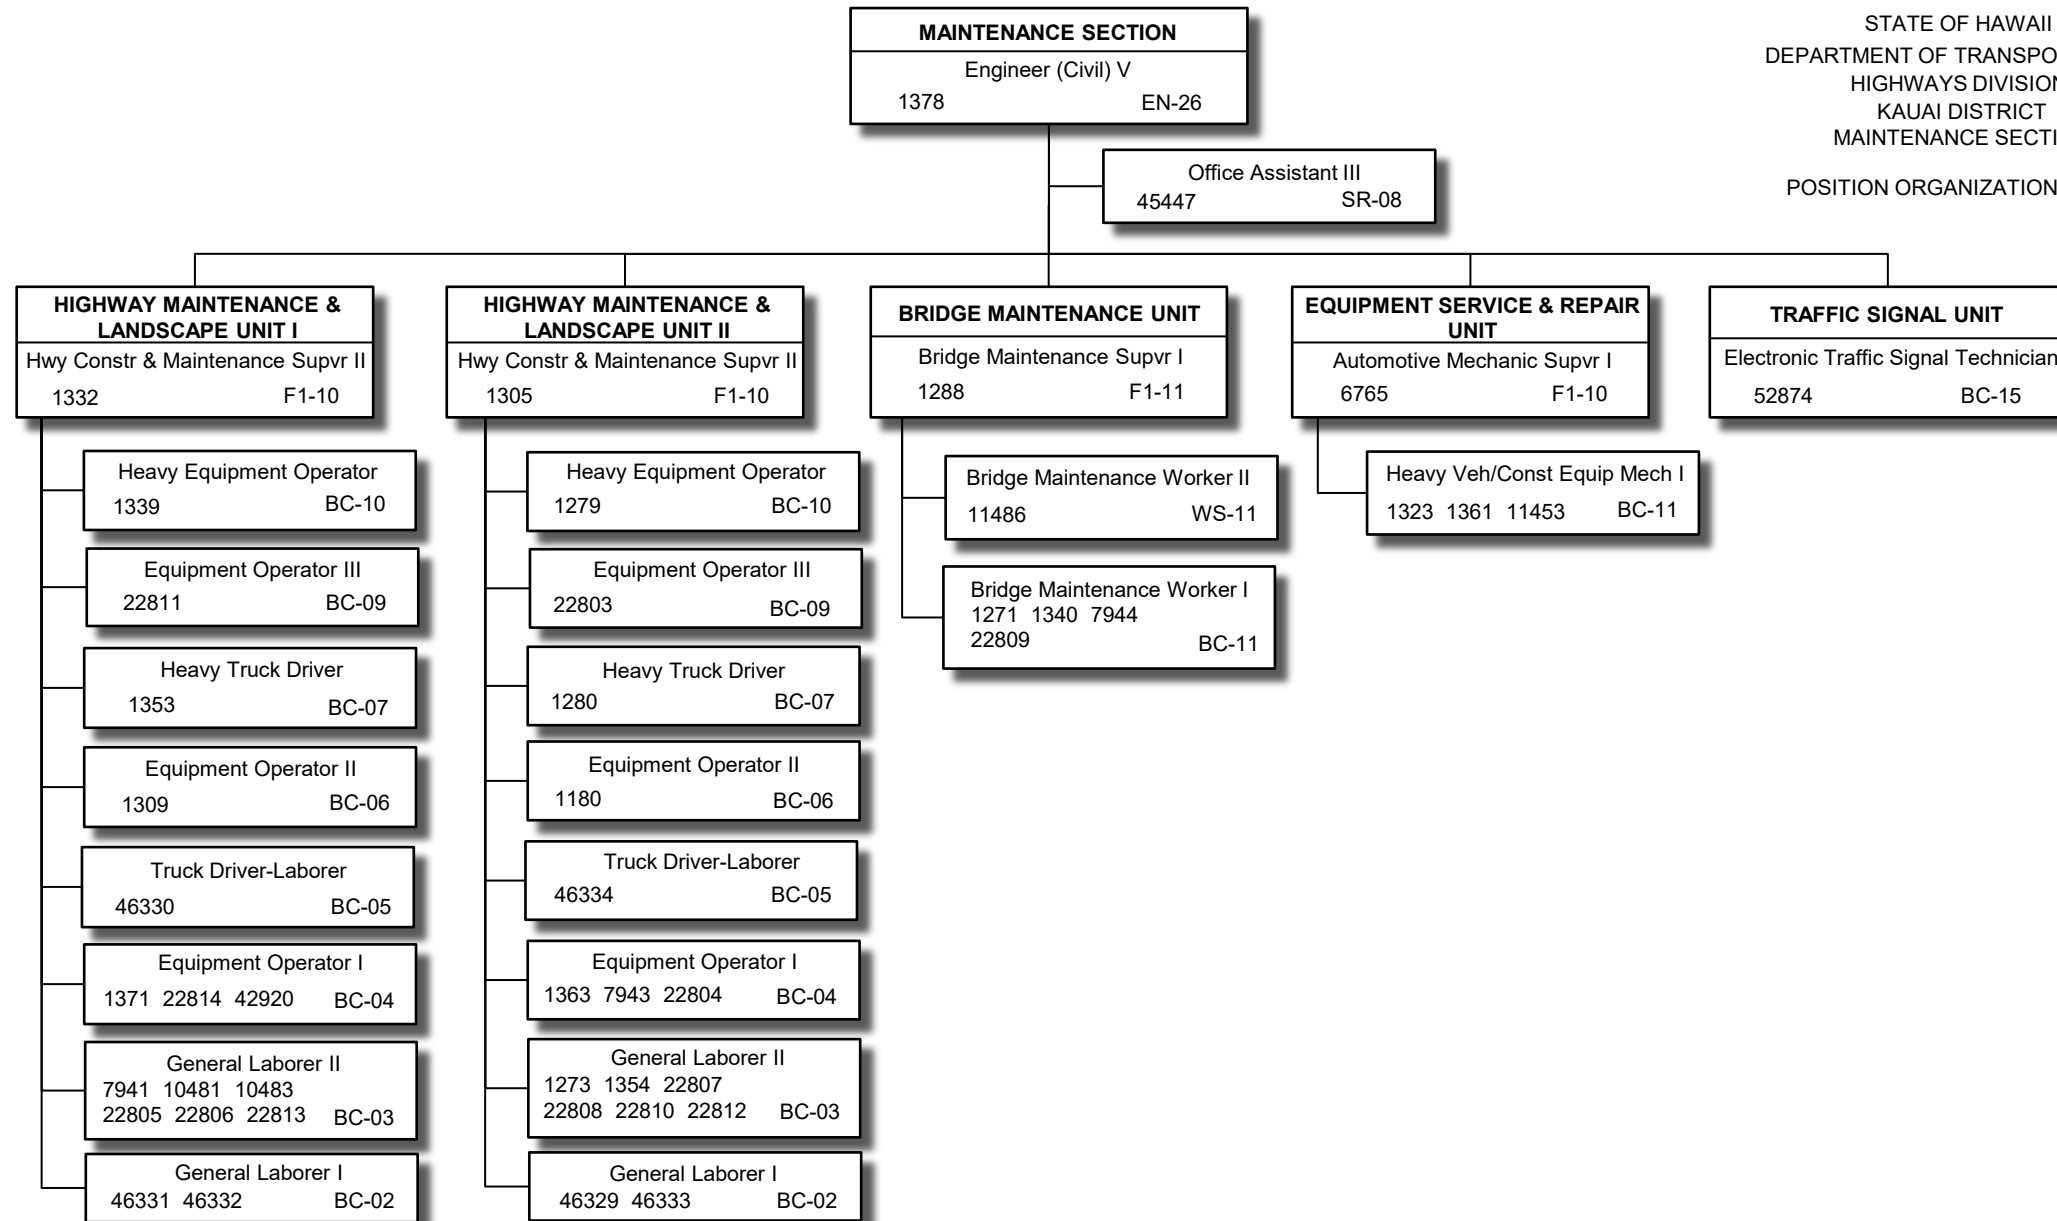 MAINTENANCE SECTION
Engineer (Civil) V
1378 EN-26
STATE OF HAWAII
DEPARTMENT OF
HIGHWAYS
KAUAI DISTRICT
MAINTENANCE
POSITION ORGANIZATION
Office Assistant III
45447 SR-08
HIGHWAY MAINTENANCE &
LANDSCAPE UNIT I
Hwy Constr & Maintenance Supvr II
1332 F1-10
Heavy Equipment Operator
1339 BC-10
Equipment Operator III
22811 BC-09
Heavy Truck Driver
1353 BC-07
Equipment Operator II
1309 BC-06
Truck Driver-Laborer
46330 BC-05
Equipment Operator I
1371 22814 42920 BC-04
General Laborer II
7941 10481 10483
22805 22806 22813 BC-03
General Laborer I
46331 46332 BC-02
HIGHWAY MAINTENANCE &
LANDSCAPE UNIT II
Hwy Constr & Maintenance Supvr II
1305 F1-10
Heavy Equipment Operator
1279 BC-10
Equipment Operator III
22803 BC-09
Heavy Truck Driver
1280 BC-07
Equipment Operator II
1180 BC-06
Truck Driver-Laborer
46334 BC-05
Equipment Operator I
1363 7943 22804 BC-04
General Laborer II
1273 1354 22807
22808 22810 22812 BC-03
General Laborer I
46329 46333 BC-02
BRIDGE MAINTENANCE UNIT
Bridge Maintenance Supvr I
1288 F1-11
Bridge Maintenance Worker II
11486 WS-11
Bridge Maintenance Worker I
1271 1340 7944
22809 BC-11
EQUIPMENT SERVICE & REPAIR
UNIT
Automotive Mechanic Supvr I
6765 F1-10
Heavy Veh/Const Equip Mech I
1323 1361 11453 BC-11
TRAFFIC SIGNAL UNIT
Electronic Traffic Signal Technician
52874 BC-15